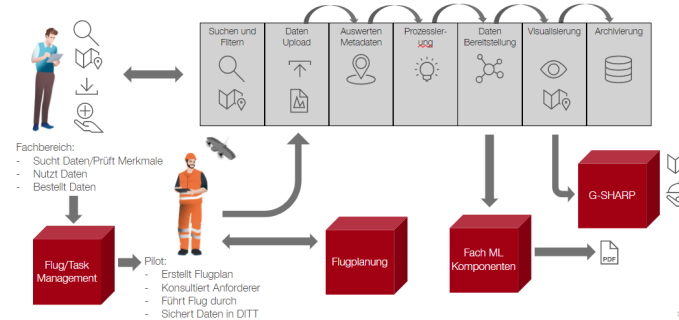 Suchen und
Filtern
Daten
Upload
Auswerten
Metadaten
Prozessier-
ung
Daten
Bereitstellung
Visualisierung
Archivierung
Fachbereich:
- Sucht Daten/Prüft Merkmale
- Nutzt Daten
- Bestellt Daten
G-SHARP
Flug/Task
Management
Pilot:
- Erstellt Flugplan
- Konsultiert Anforderer
- Führt Flug durch
- Sichert Daten in DITT
Flugplanung
Fach ML
Komponenten
PDF